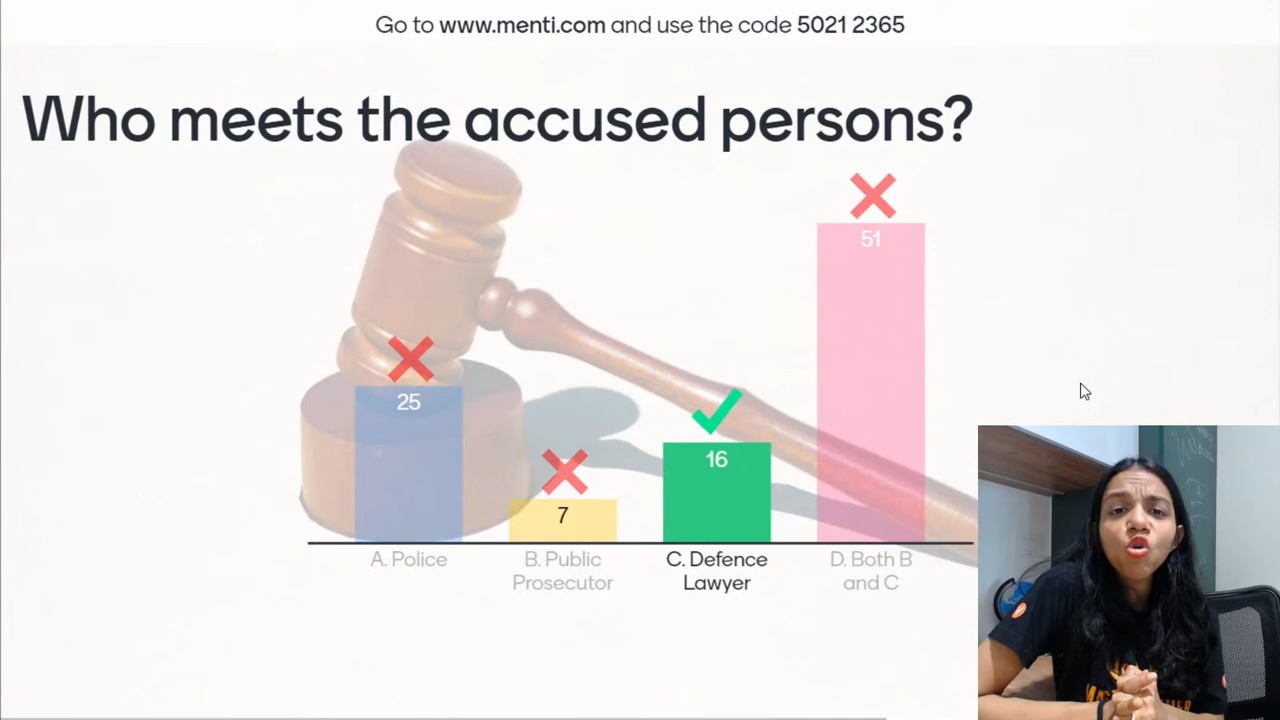 Go to www.menti.com and use the code 5021 2365
Who meets the accused persons?
51
25
16
7
A. Police
B. Public
Prosecutor
C. Defence
Lawyer
D. Both B
and C